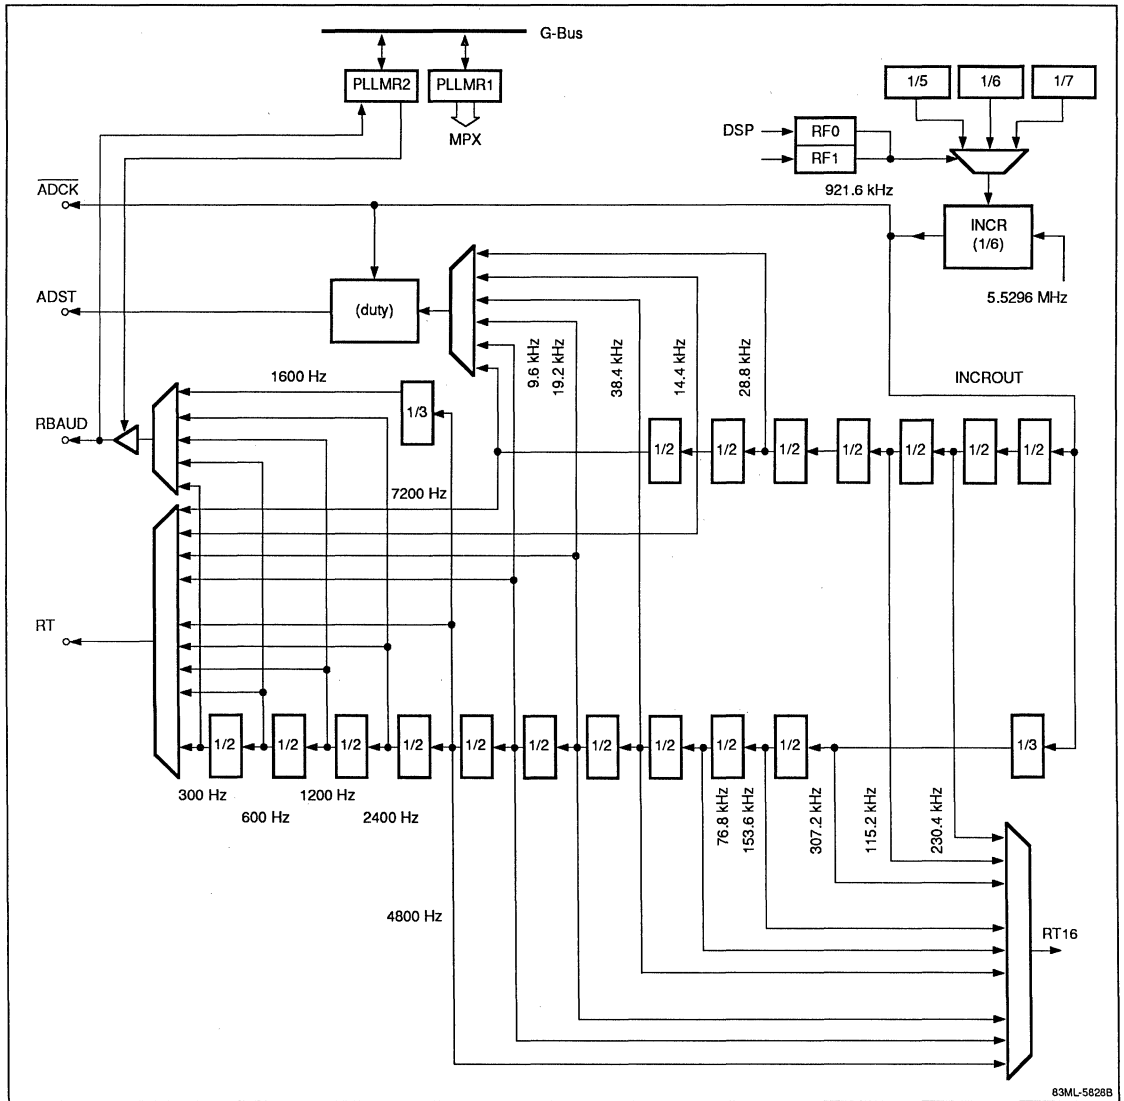 G-Bus
PLLMR2
PLLMR1
MPX
1/5
1/6
1/7
DSP
RF0
RF1
921.6 kHz
ADCK
INCR
(1/6)
5.5296 MHz
ADST
(duty)
9.6 kHz
19.2 kHz
38.4 kHz
14.4 kHz
28.8 kHz
1600 Hz
1/3
INCROUT
RBAUD
1/2
1/2
1/2
1/2
1/2
1/2
1/2
7200 Hz
RT
1/2
1/2
1/2
1/2
1/2
1/2
1/2
1/2
1/2
1/2
1/3
300 Hz
600 Hz
1200 Hz
2400 Hz
76.8 kHz
153.6 kHz
307.2 kHz
115.2 kHz
230.4 kHz
4800 Hz
RT16
83ML-5828B